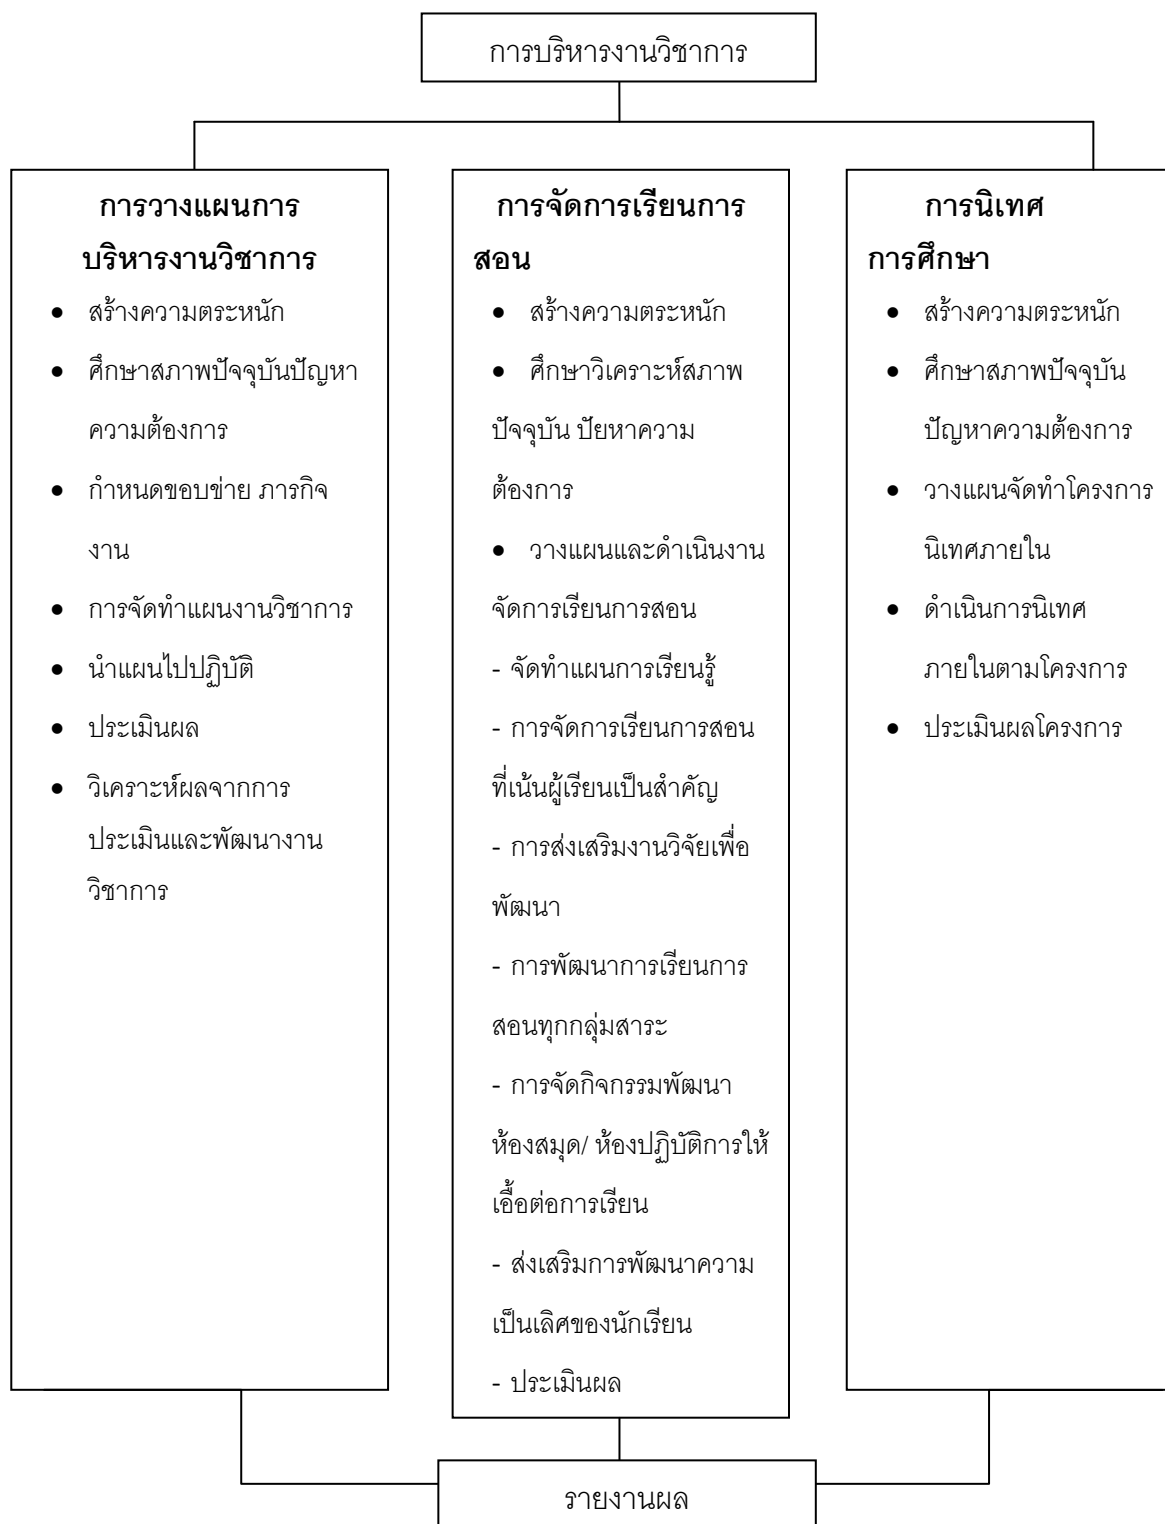 การบริหารงานวิชาการ
การวางแผนการ
บริหารงานวิชาการ
● สร้างความตระหนัก
● ศึกษาสภาพปัจจุบันปัญหา
ความต้องการ
● กำหนดขอบข่าย ภารกิจ
งาน
● การจัดทำแผนงานวิชาการ
● นำแผนไปปฏิบัติ
● ประเมินผล
● วิเคราะห์ผลจากการ
ประเมินและพัฒนางาน
วิชาการ
การจัดการเรียนการ
สอน
● สร้างความตระหนัก
● ศึกษาวิเคราะห์สภาพ
ปัจจุบัน ปัยหาความ
ต้องการ
● วางแผนและดำเนินงาน
จัดการเรียนการสอน
- จัดทำแผนการเรียนรู้
- การจัดการเรียนการสอน
ที่เน้นผู้เรียนเป็นสำคัญ
- การส่งเสริมงานวิจัยเพื่อ
พัฒนา
- การพัฒนาการเรียนการ
สอนทุกกลุ่มสาระ
- การจัดกิจกรรมพัฒนา
ห้องสมุด/ ห้องปฏิบัติการให้
เอื้อต่อการเรียน
- ส่งเสริมการพัฒนาความ
เป็นเลิศของนักเรียน
- ประเมินผล
การนิเทศ
การศึกษา
● สร้างความตระหนัก
● ศึกษาสภาพปัจจุบัน
ปัญหาความต้องการ
● วางแผนจัดทำโครงการ
นิเทศภายใน
● ดำเนินการนิเทศ
ภายในตามโครงการ
● ประเมินผลโครงการ
รายงานผล